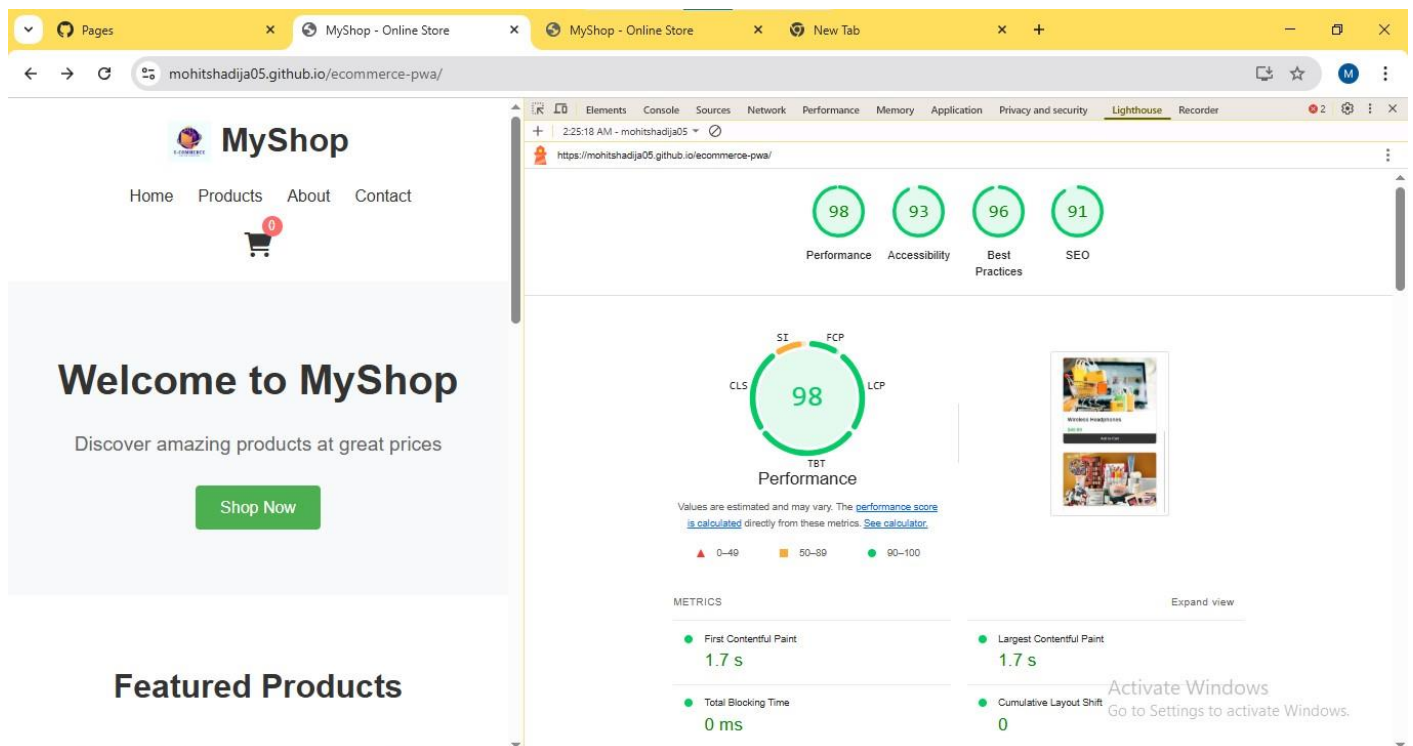 Pages
MyShop - Online Store
MyShop - Online Store
New Tab
mohitshadija05.github.io/ecommerce-pwa/
M
MyShop
Home Products About Contact
0
Welcome to MyShop
Discover amazing products at great prices
Shop Now
Featured Products
Elements Console Sources Network Performance Memory Application Privacy and security Lighthouse Recorder 2
2:25:18 AM - mohitshadija05
https://mohitshadija05.github.io/ecommerce-pwa/
98 93 96 91
Performance Accessibility Best Practices SEO
SI FCP
CLS LCP
98
TBT
Performance
Values are estimated and may vary. The performance score
is calculated directly from these metrics. See calculator.
0–49 50–89 90–100
Wireless Headphones
METRICS Expand view
First Contentful Paint
1.7 s
Largest Contentful Paint
1.7 s
Total Blocking Time
0 ms
Cumulative Layout Shift
0
Activate Windows
Go to Settings to activate Windows.